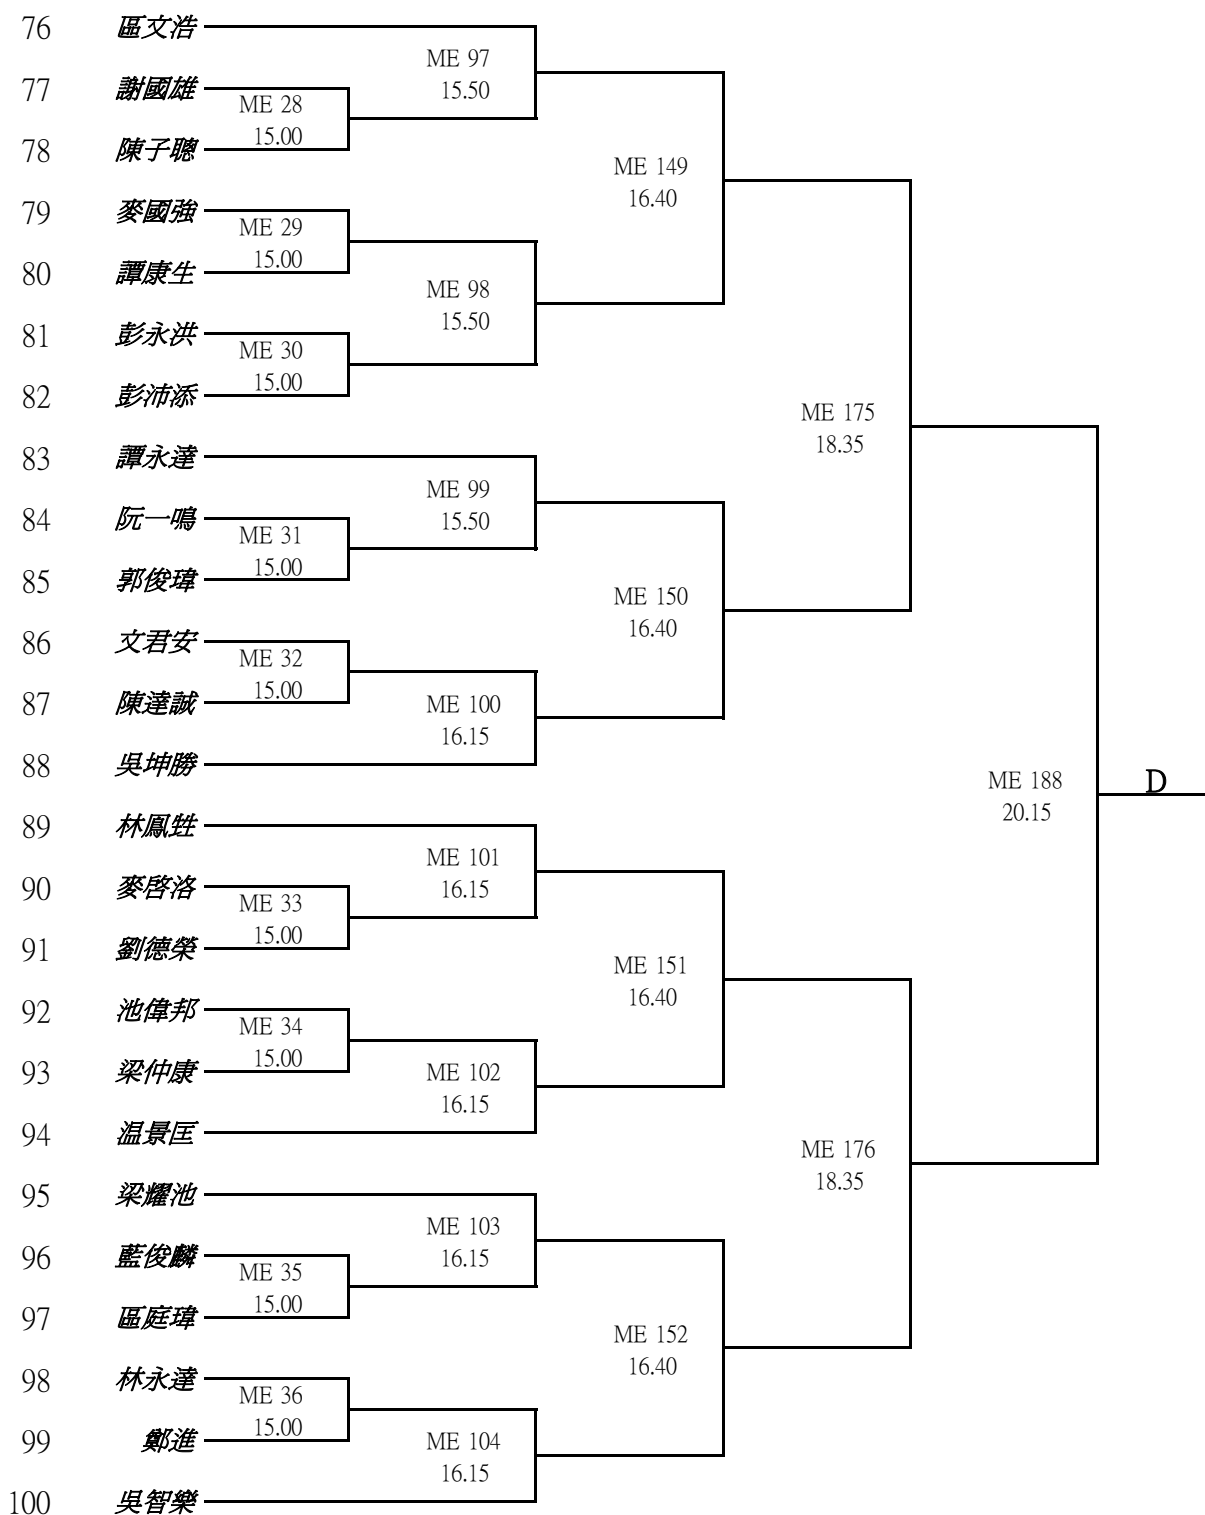 76 區文浩
ME 97
77 謝國雄
15.50
ME 28
15.00
78 陳子聰
ME 149
16.40
79 麥國強
ME 29
15.00
80 譚康生
ME 98
15.50
81 彭永洪
ME 30
15.00
82 彭沛添
ME 175
18.35
83 譚永達
ME 99
15.50
84 阮一鳴
ME 31
15.00
85 郭俊瑋
ME 150
16.40
86 文君安
ME 32
15.00
87 陳達誠
ME 100
16.15
88 吳坤勝
ME 188
20.15
D
89 林鳳甡
ME 101
16.15
90 麥啓洛
ME 33
15.00
91 劉德榮
ME 151
16.40
92 池偉邦
ME 34
15.00
93 梁仲康
ME 102
16.15
94 温景匡
ME 176
18.35
95 梁耀池
ME 103
16.15
96 藍俊麟
ME 35
15.00
97 區庭瑋
ME 152
16.40
98 林永達
ME 36
15.00
99 鄭進
ME 104
16.15
100 吳智樂